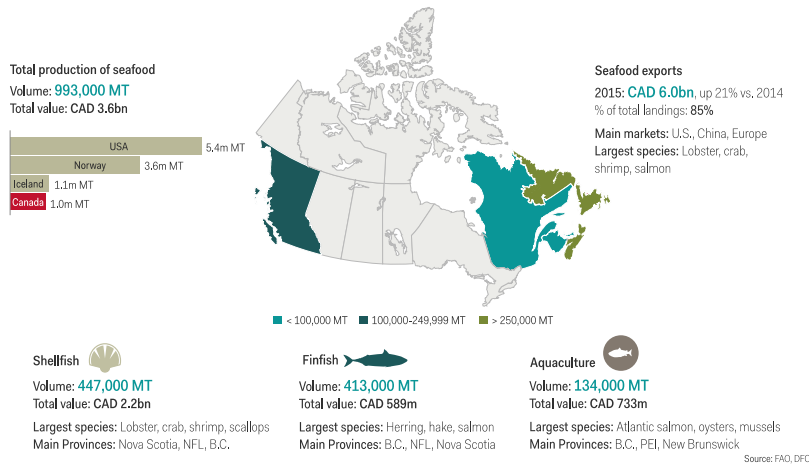 Total production of seafood
Volume: 993,000 MT
Total value: CAD 3.6bn
USA 5.4m MT
Norway 3.6m MT
Iceland 1.1m MT
Canada 1.0m MT
Seafood exports
2015: CAD 6.0bn, up 21% vs. 2014
% of total landings: 85%
Main markets: U.S., China, Europe
Largest species: Lobster, crab,
shrimp, salmon
< 100,000 MT 100,000-249,999 MT > 250,000 MT
Shellfish
Volume: 447,000 MT
Total value: CAD 2.2bn
Largest species: Lobster, crab, shrimp, scallops
Main Provinces: Nova Scotia, NFL, B.C.
Finfish
Volume: 413,000 MT
Total value: CAD 589m
Largest species: Herring, hake, salmon
Main Provinces: B.C., NFL, Nova Scotia
Aquaculture
Volume: 134,000 MT
Total value: CAD 733m
Largest species: Atlantic salmon, oysters, mussels
Main Provinces: B.C., PEI, New Brunswick
Source: FAO, DFC